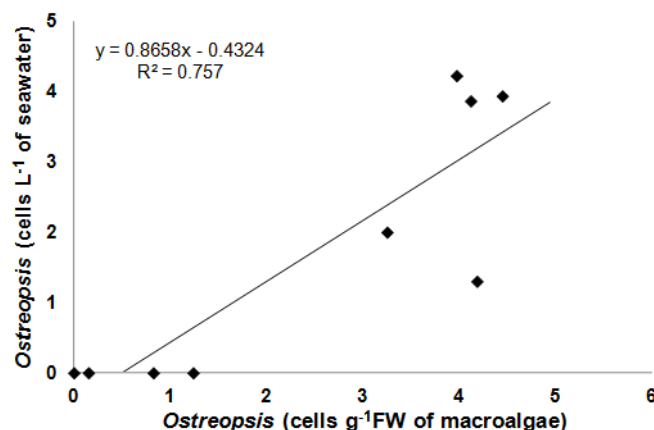 y = 0.8658x - 0.4324
R² = 0.757
Ostreopsis (cells L⁻¹ of seawater)
5
4
3
2
1
0
0 1 2 3 4 5 6
Ostreopsis (cells g⁻¹FW of macroalgae)